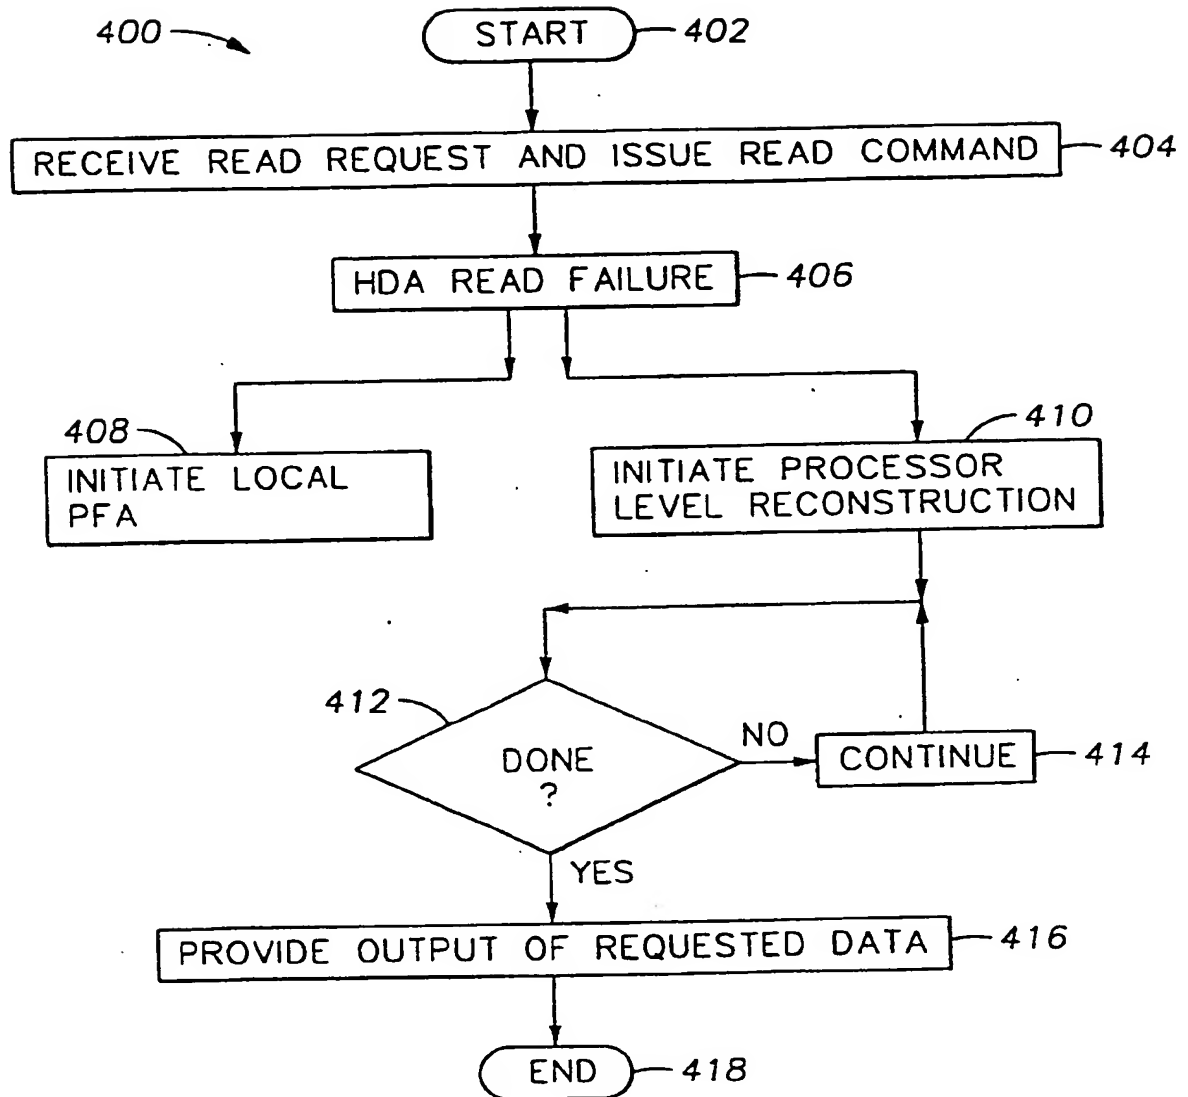 400
START
402
RECEIVE READ REQUEST AND ISSUE READ COMMAND
404
HDA READ FAILURE
406
408
INITIATE LOCAL
PFA
410
INITIATE PROCESSOR
LEVEL RECONSTRUCTION
412
DONE
?
NO
CONTINUE
414
YES
PROVIDE OUTPUT OF REQUESTED DATA
416
END
418